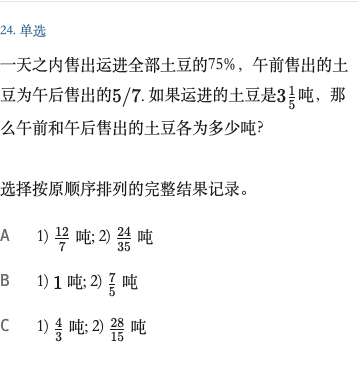 24. 单选
一天之内售出运进全部土豆的75%，午前售出的土
豆为午后售出的5/7. 如果运进的土豆是3 1/5 吨，那
么午前和午后售出的土豆各为多少吨?
选择按原顺序排列的完整结果记录。
A 1) 12/7 吨; 2) 24/35 吨
B 1) 1 吨; 2) 7/5 吨
C 1) 4/3 吨; 2) 28/15 吨